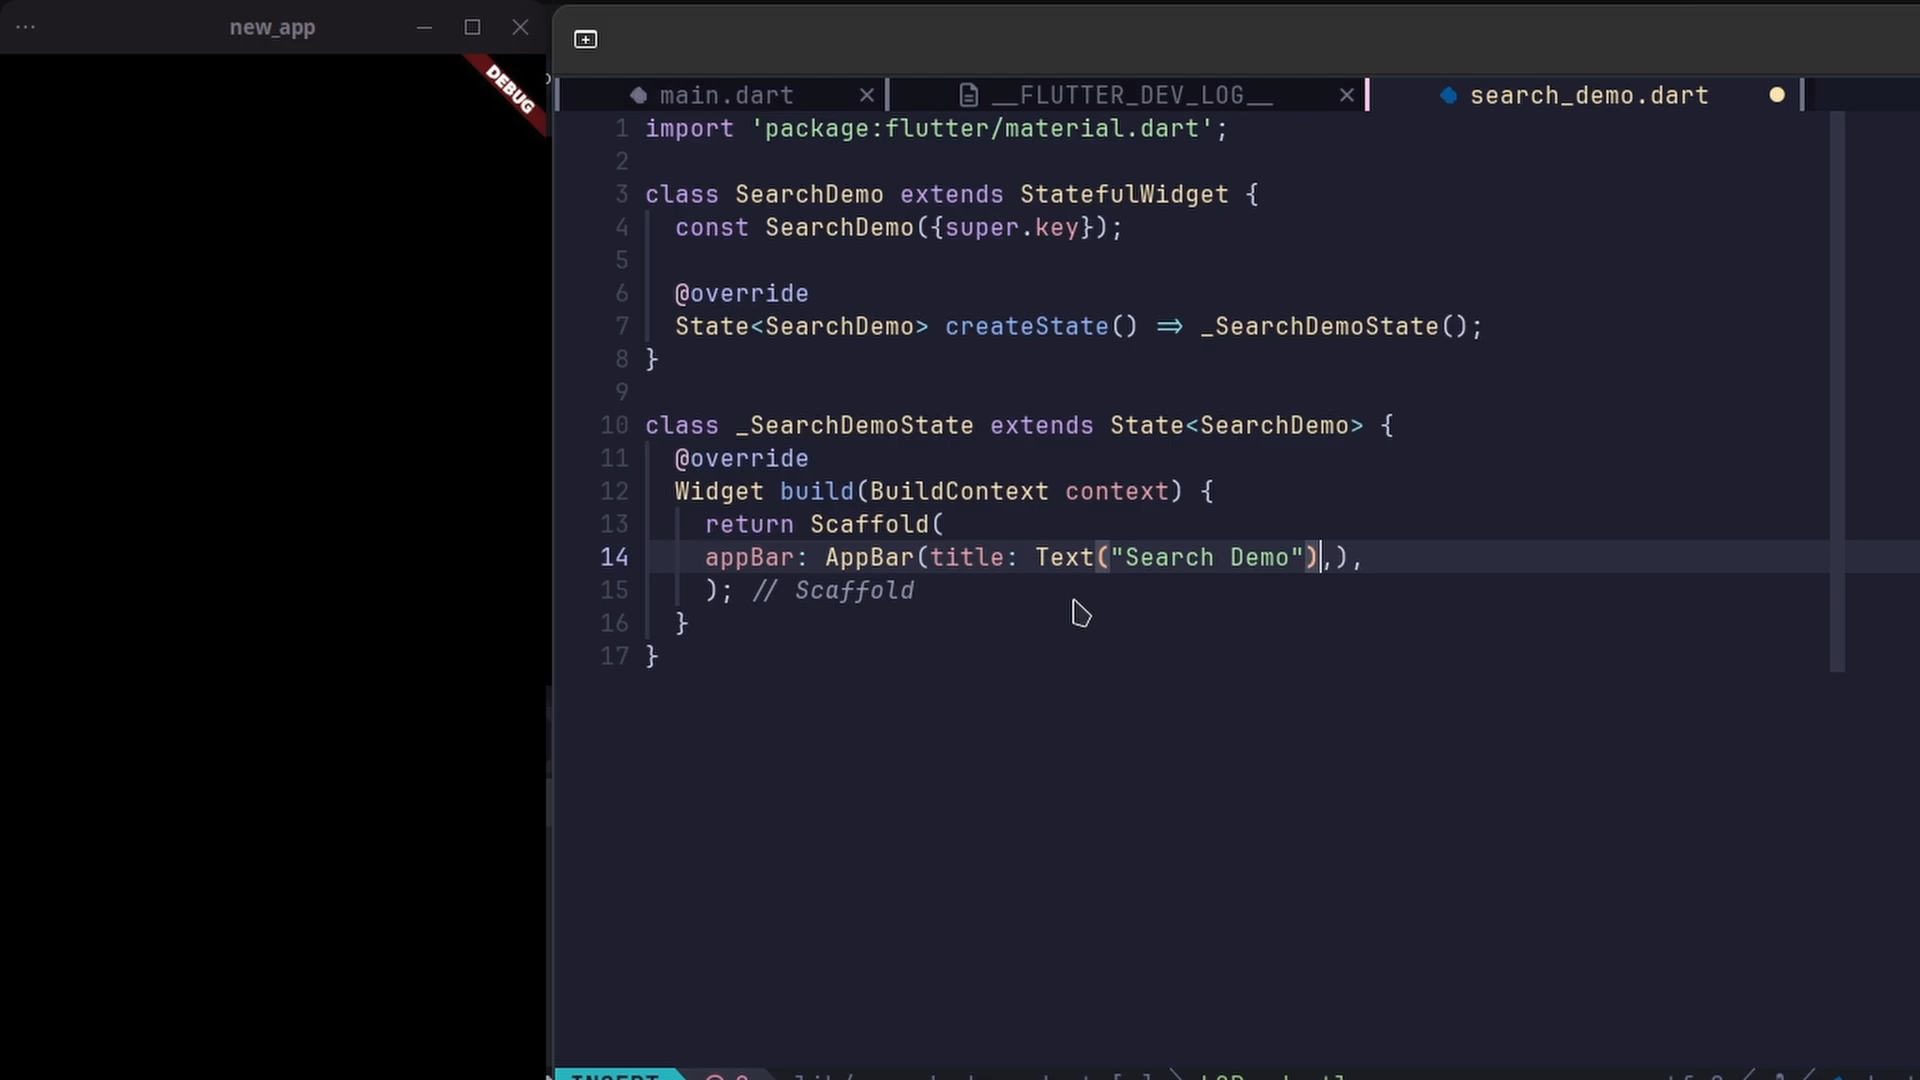 new_app
DEBUG
main.dart
__FLUTTER_DEV_LOG__
search_demo.dart
1 import 'package:flutter/material.dart';
2
3 class SearchDemo extends StatefulWidget {
4 const SearchDemo({super.key});
5
6 @override
7 State<SearchDemo> createState() => _SearchDemoState();
8 }
9
10 class _SearchDemoState extends State<SearchDemo> {
11 @override
12 Widget build(BuildContext context) {
13 return Scaffold(
14 appBar: AppBar(title: Text("Search Demo"),),
15 ); // Scaffold
16 }
17 }
INSERT